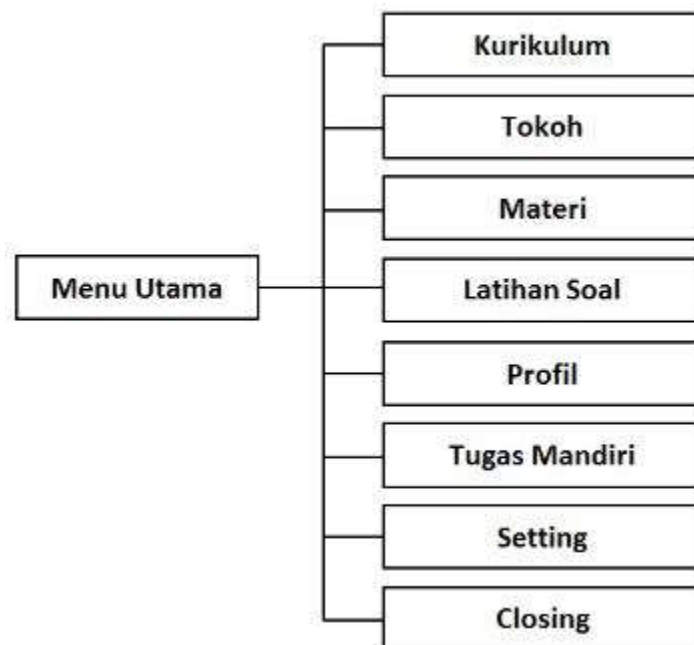 Kurikulum
Tokoh
Materi
Menu Utama
Latihan Soal
Profil
Tugas Mandiri
Setting
Closing